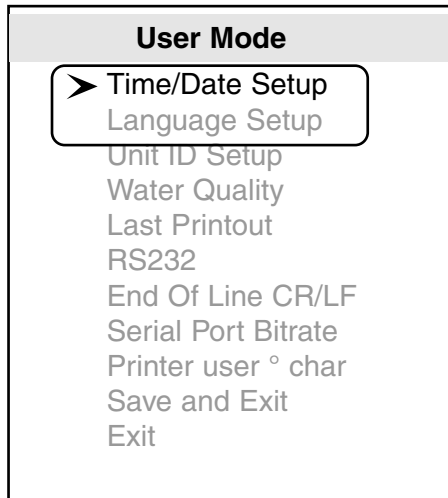 User Mode
Time/Date Setup
Language Setup
Unit ID Setup
Water Quality
Last Printout
RS232
End Of Line CR/LF
Serial Port Bitrate
Printer user ° char
Save and Exit
Exit